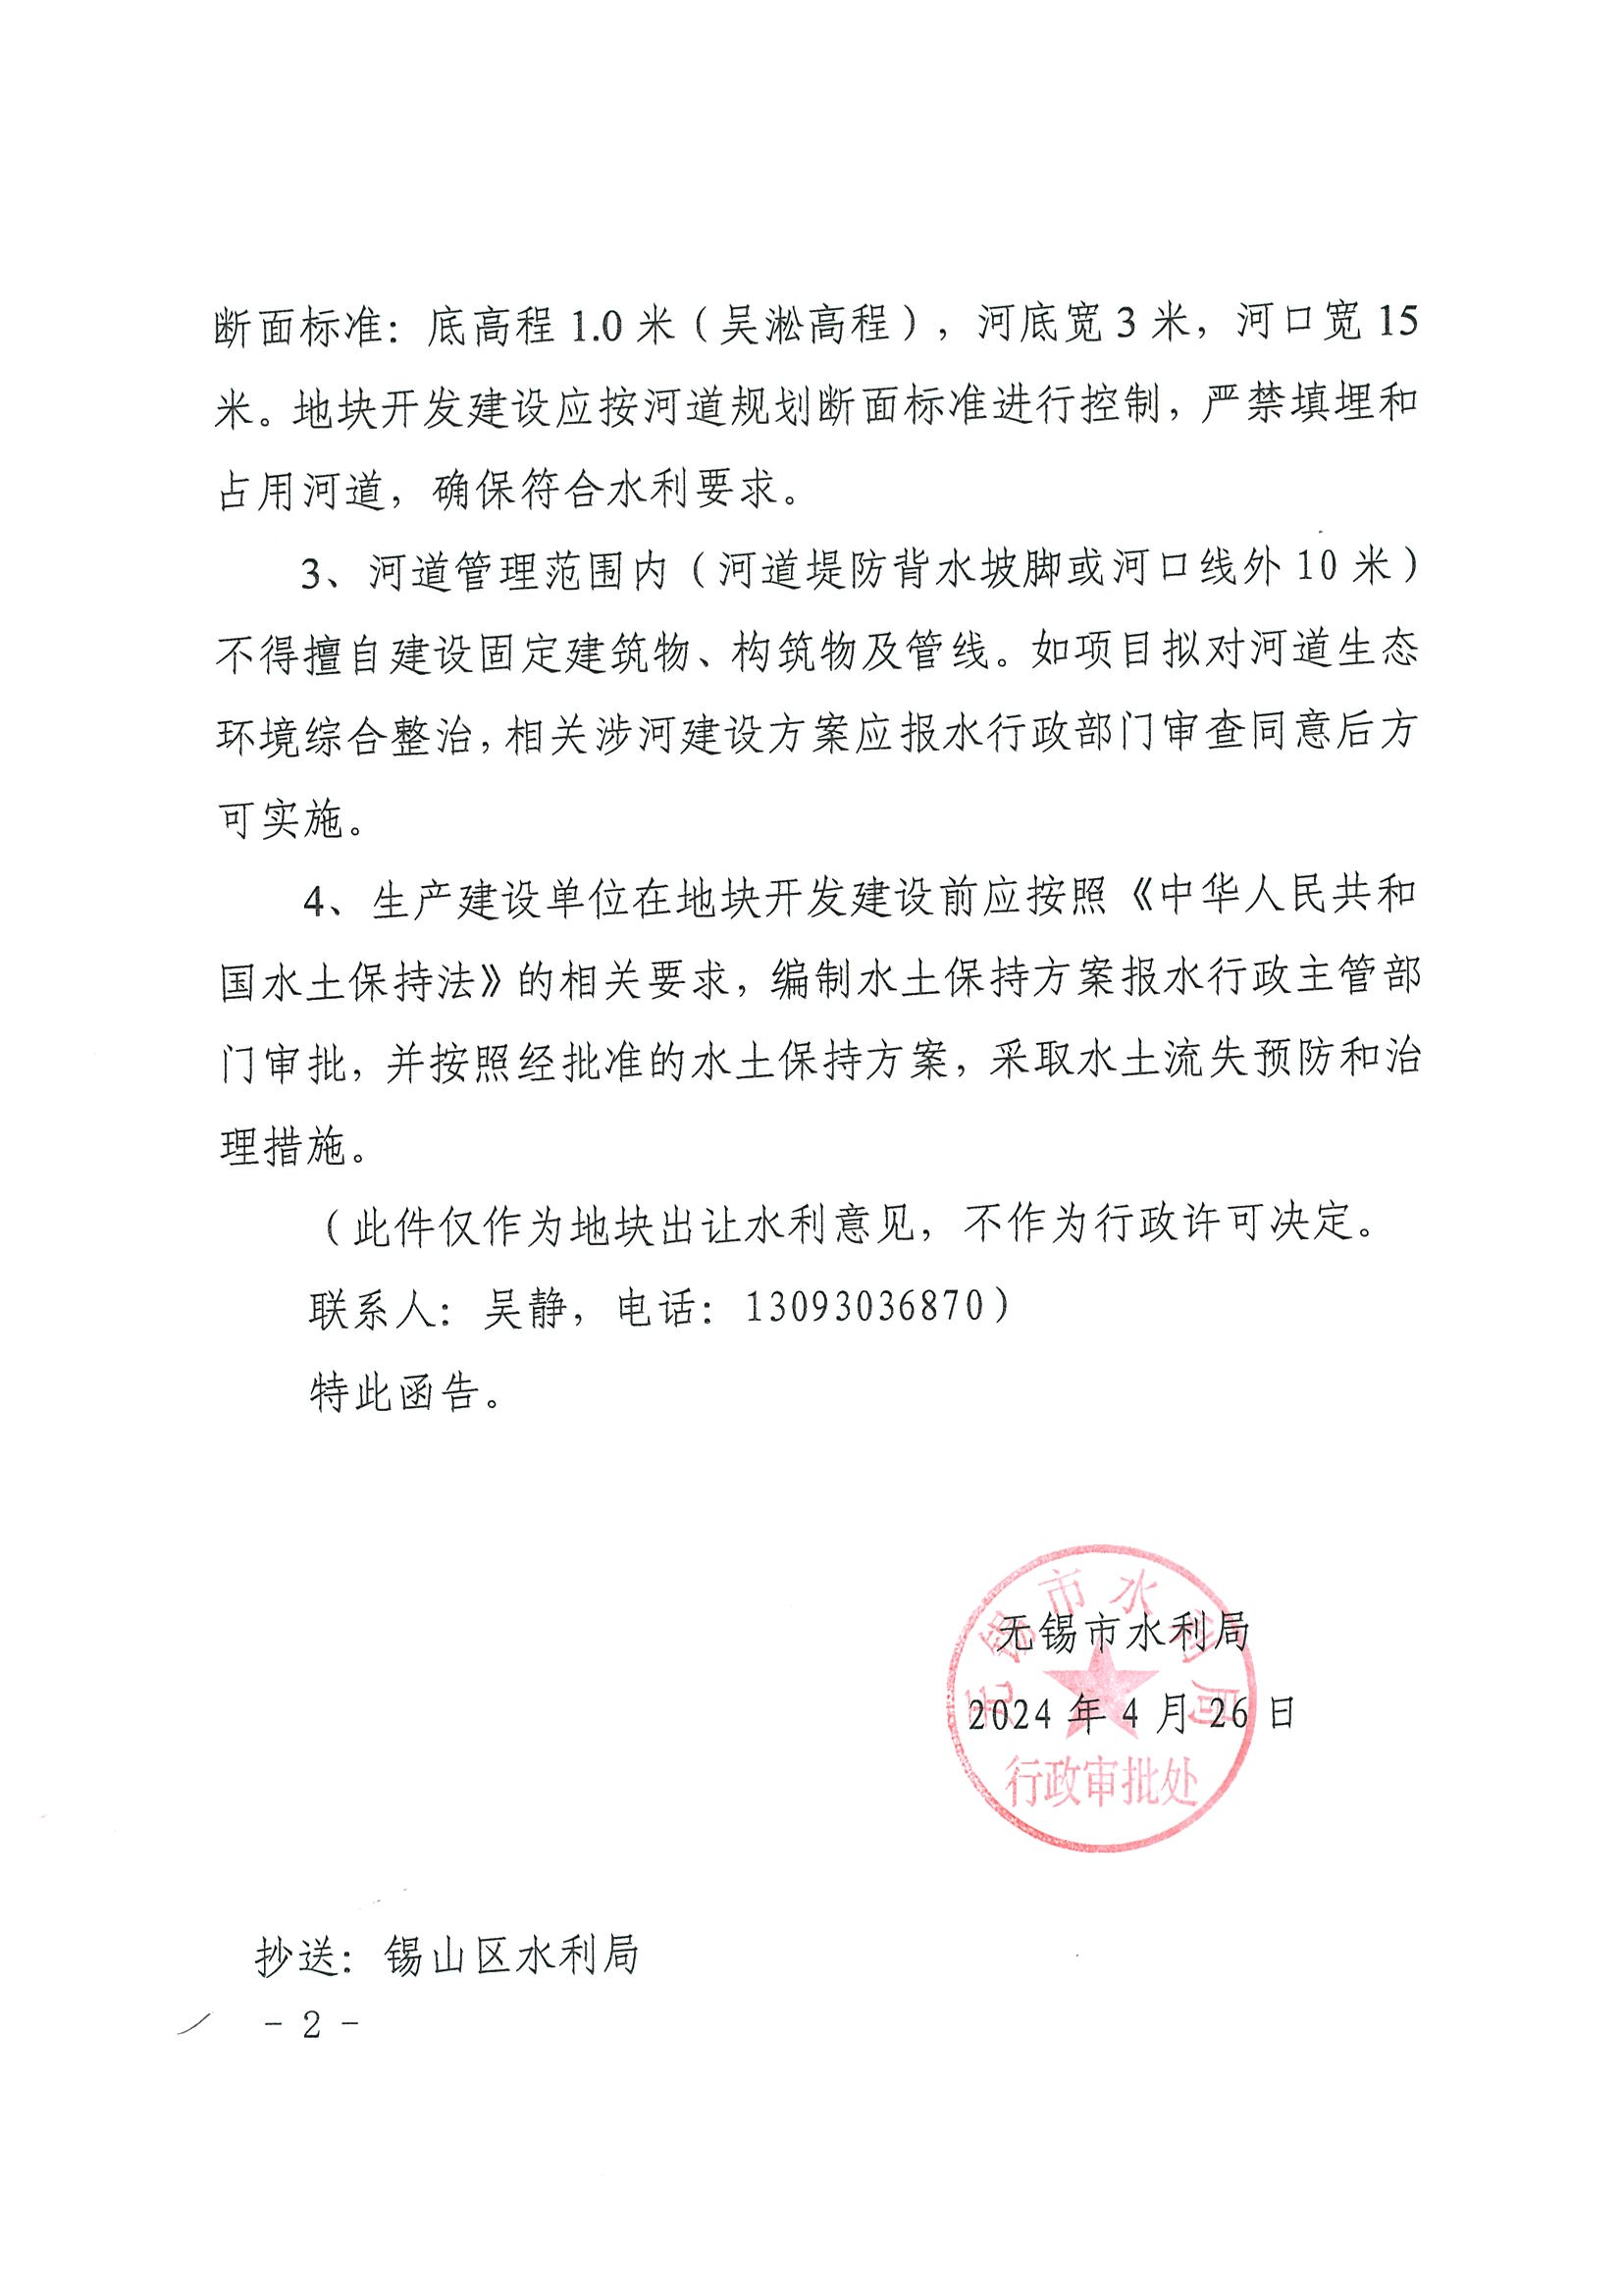 断面标准：底高程 1.0 米（吴淞高程），河底宽 3 米，河口宽 15
米。地块开发建设应按河道规划断面标准进行控制，严禁填埋和
占用河道，确保符合水利要求。
3、河道管理范围内（河道堤防背水坡脚或河口线外 10 米）
不得擅自建设固定建筑物、构筑物及管线。如项目拟对河道生态
环境综合整治，相关涉河建设方案应报水行政部门审查同意后方
可实施。
4、生产建设单位在地块开发建设前应按照《中华人民共和
国水土保持法》的相关要求，编制水土保持方案报水行政主管部
门审批，并按照经批准的水土保持方案，采取水土流失预防和治
理措施。
（此件仅作为地块出让水利意见，不作为行政许可决定。
联系人：吴静，电话：13093036870）
特此函告。
无锡市水利局
无锡市水利局
2024 年 4 月 26 日
行政审批处
抄送：锡山区水利局
- 2 -